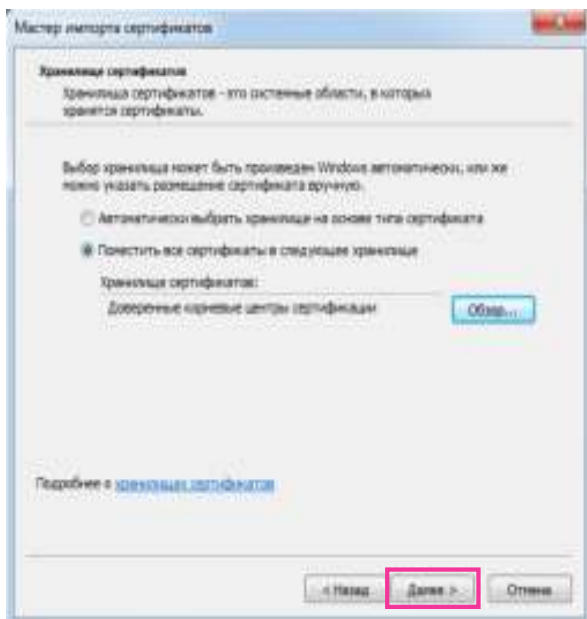 Мастер импорта сертификатов
Хранилище сертификатов
Хранилища сертификатов - это системные области, в которых
хранятся сертификаты.
Выбор хранилища может быть произведен Windows автоматически, или же
можно указать размещение сертификата вручную.
Автоматически выбрать хранилище на основе типа сертификата
Поместить все сертификаты в следующее хранилище
Хранилище сертификатов:
Доверенные корневые центры сертификации
Обзор...
Подробнее о хранилищах сертификатов
< Назад
Далее >
Отмена